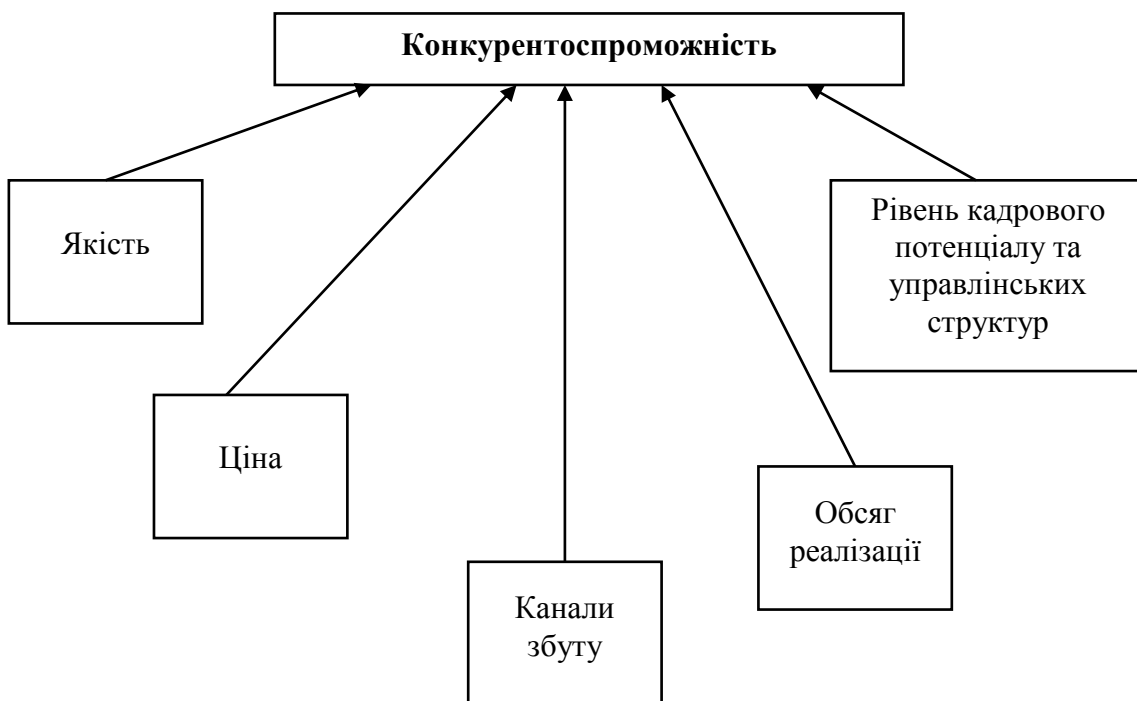 Конкурентоспроможність
Якість
Рівень кадрового
потенціалу та
управлінських
структур
Ціна
Обсяг
реалізації
Канали
збуту